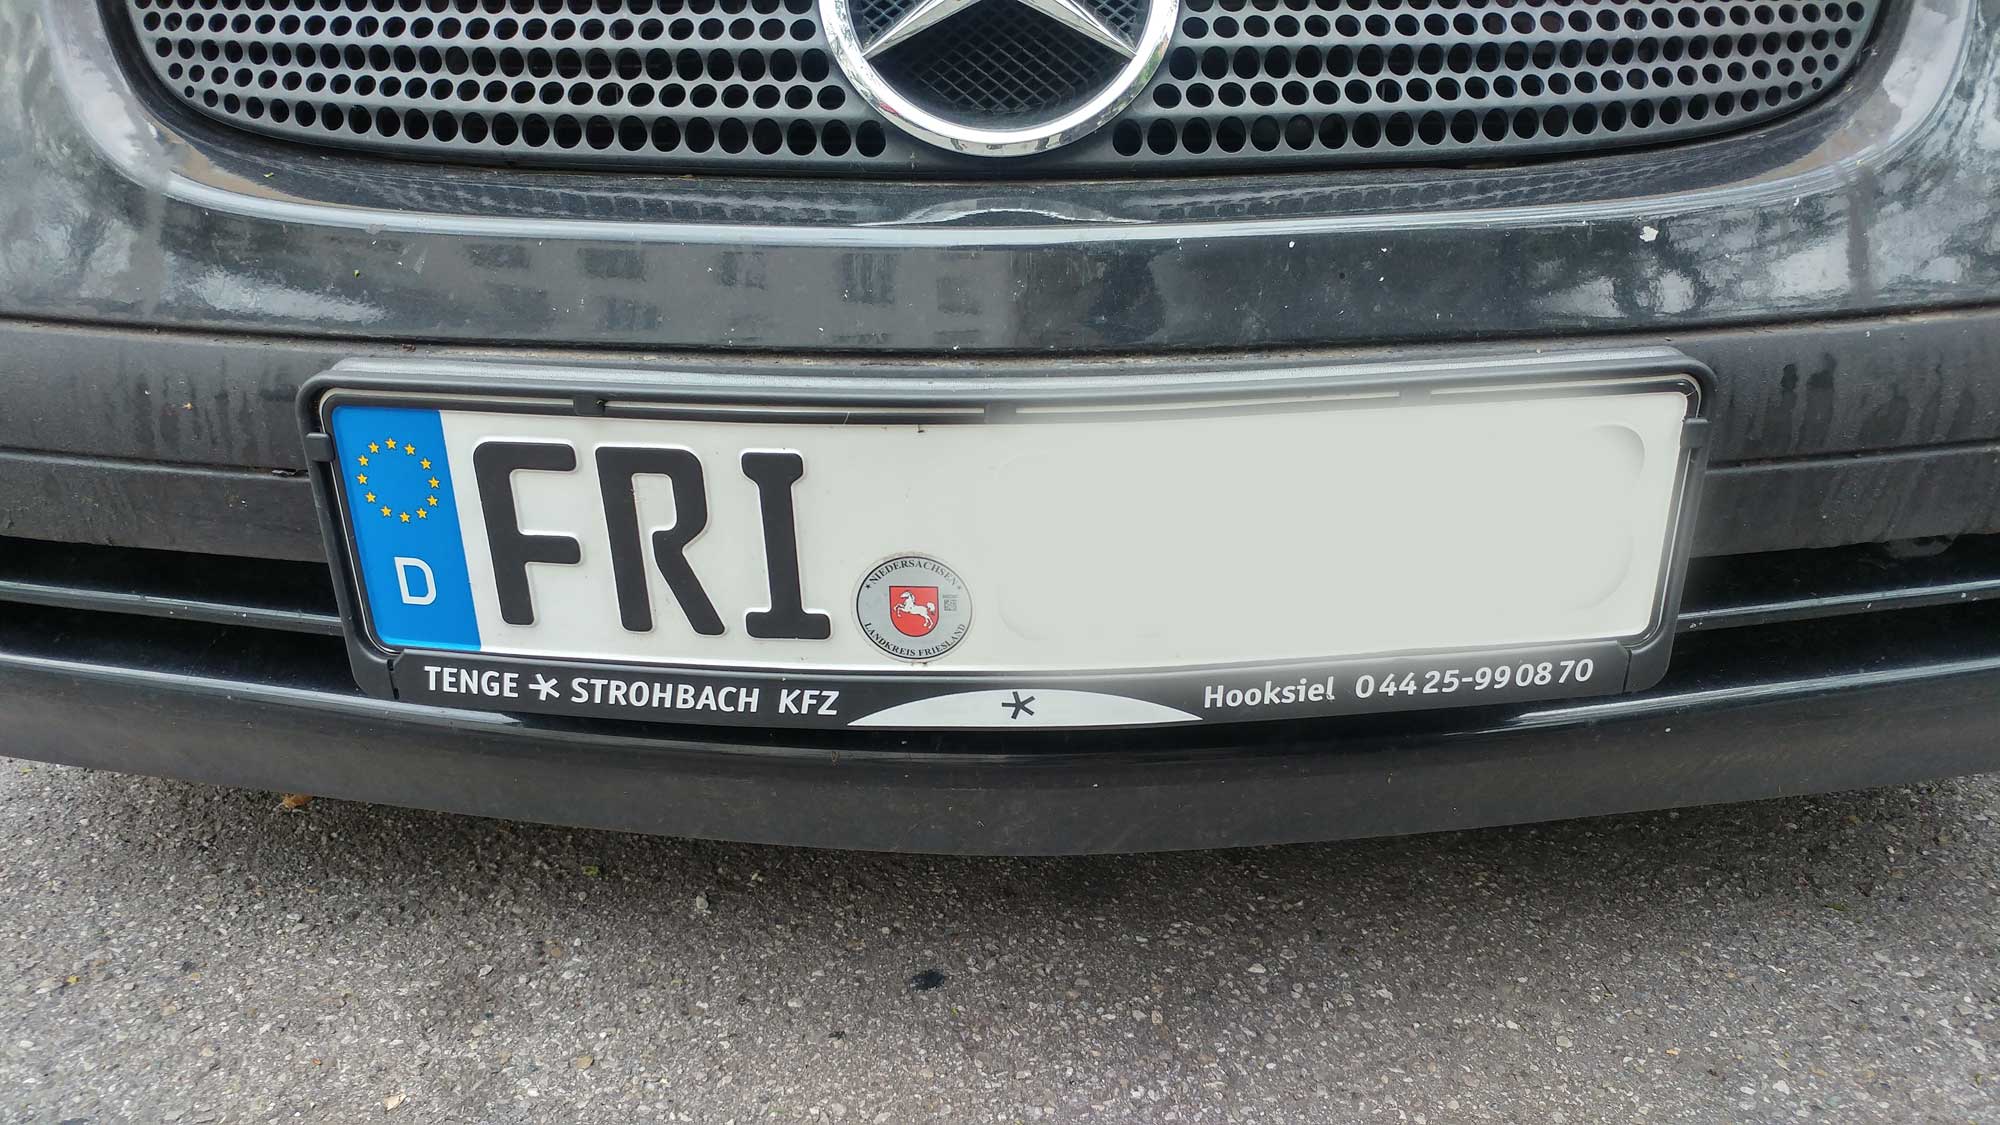 D
FRI
NIEDERSACHSEN
LANDKREIS FRIESLAND
TENGE STROHBACH KFZ
Hooksiel 04425-990870